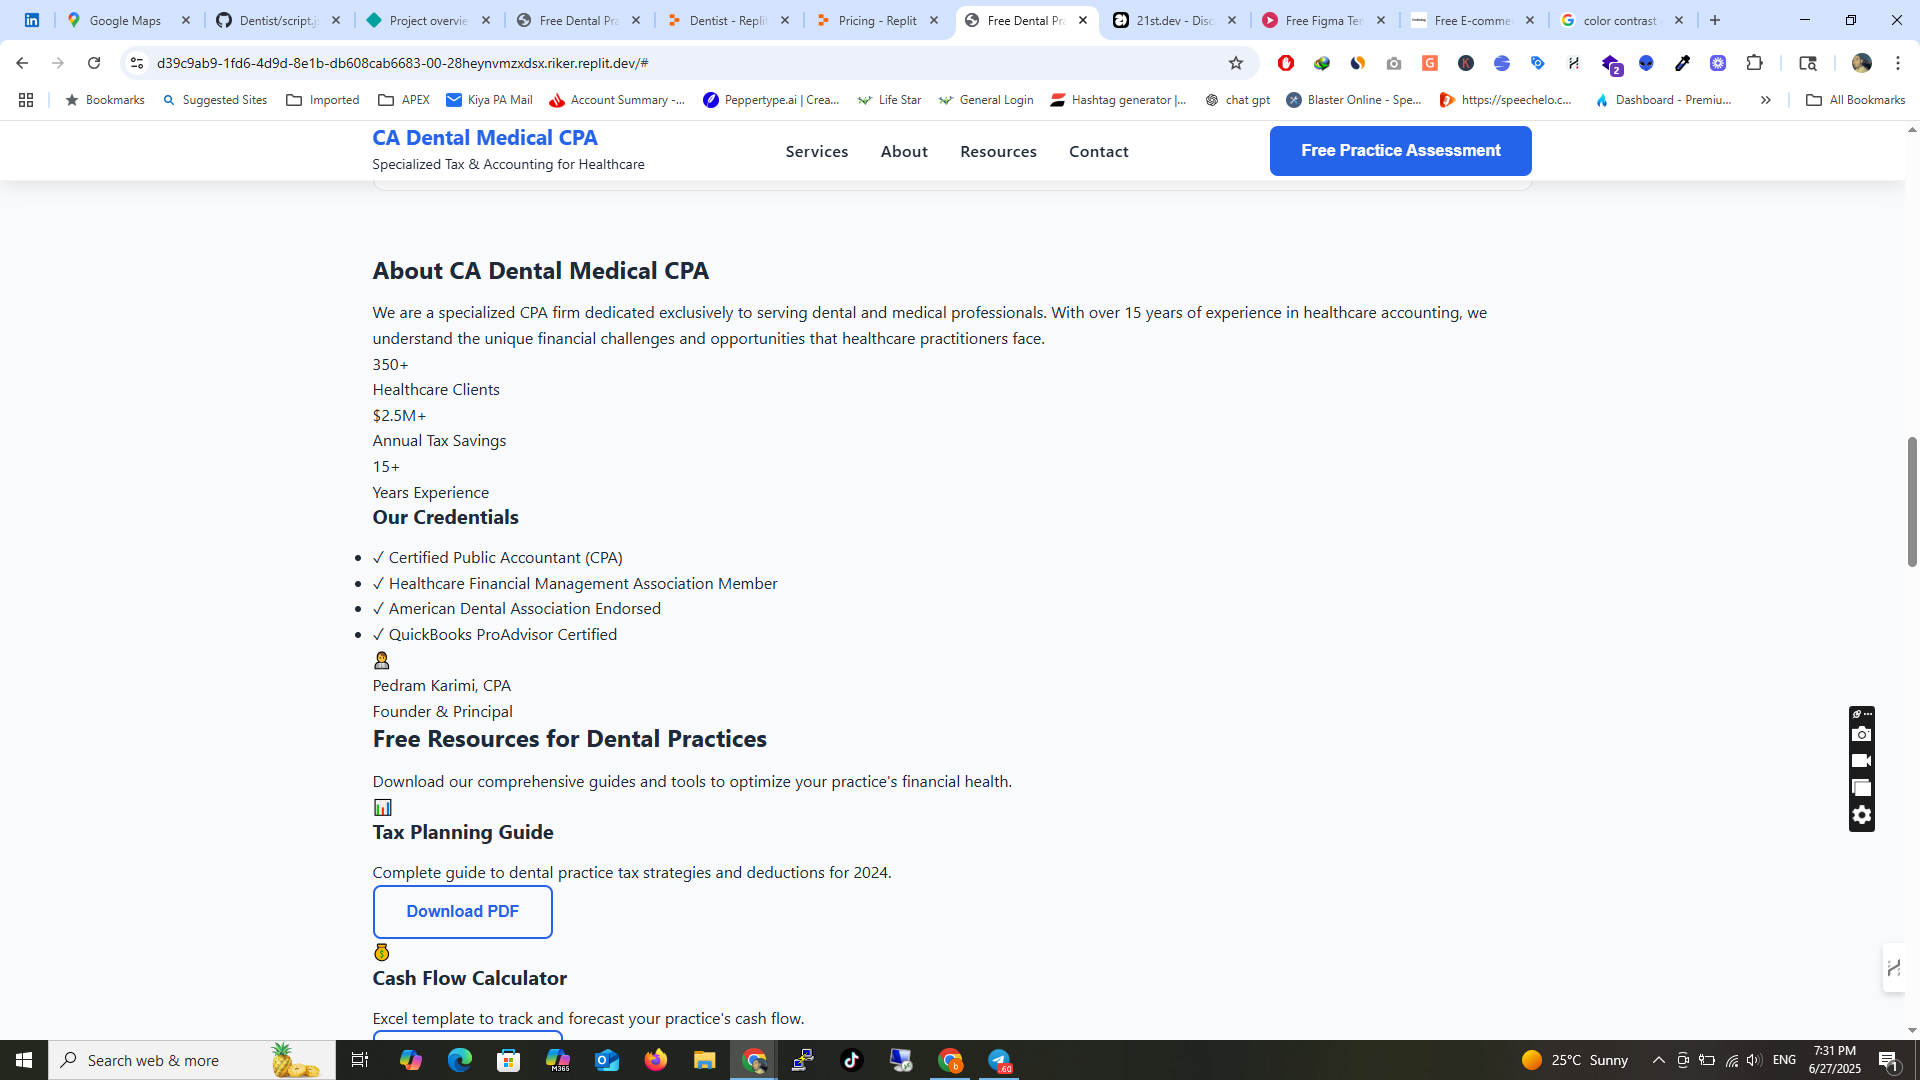 Google Maps
Dentist/script.j
Project overvie
Free Dental Pra
Dentist - Replit
Pricing - Replit
Free Dental Pra
21st.dev - Disc
Free Figma Tem
Free E-comme
color contrast
d39c9ab9-1fd6-4d9d-8e1b-db608cab6683-00-28heynvmzxdsx.riker.replit.dev/#
2
Bookmarks
Suggested Sites
Imported
APEX
Kiya PA Mail
Account Summary -...
Peppertype.ai | Crea...
Life Star
General Login
Hashtag generator |...
chat gpt
Blaster Online - Spe...
https://speechelo.c...
Dashboard - Premiu...
All Bookmarks
CA Dental Medical CPA
Specialized Tax & Accounting for Healthcare
Services
About
Resources
Contact
Free Practice Assessment
About CA Dental Medical CPA
We are a specialized CPA firm dedicated exclusively to serving dental and medical professionals. With over 15 years of experience in healthcare accounting, we
understand the unique financial challenges and opportunities that healthcare practitioners face.
350+
Healthcare Clients
$2.5M+
Annual Tax Savings
15+
Years Experience
Our Credentials
• ✓ Certified Public Accountant (CPA)
• ✓ Healthcare Financial Management Association Member
• ✓ American Dental Association Endorsed
• ✓ QuickBooks ProAdvisor Certified
Pedram Karimi, CPA
Founder & Principal
Free Resources for Dental Practices
Download our comprehensive guides and tools to optimize your practice's financial health.
Tax Planning Guide
Complete guide to dental practice tax strategies and deductions for 2024.
Download PDF
Cash Flow Calculator
Excel template to track and forecast your practice's cash flow.
Search web & more
M365
.60
25°C Sunny
ENG
7:31 PM
6/27/2025
1